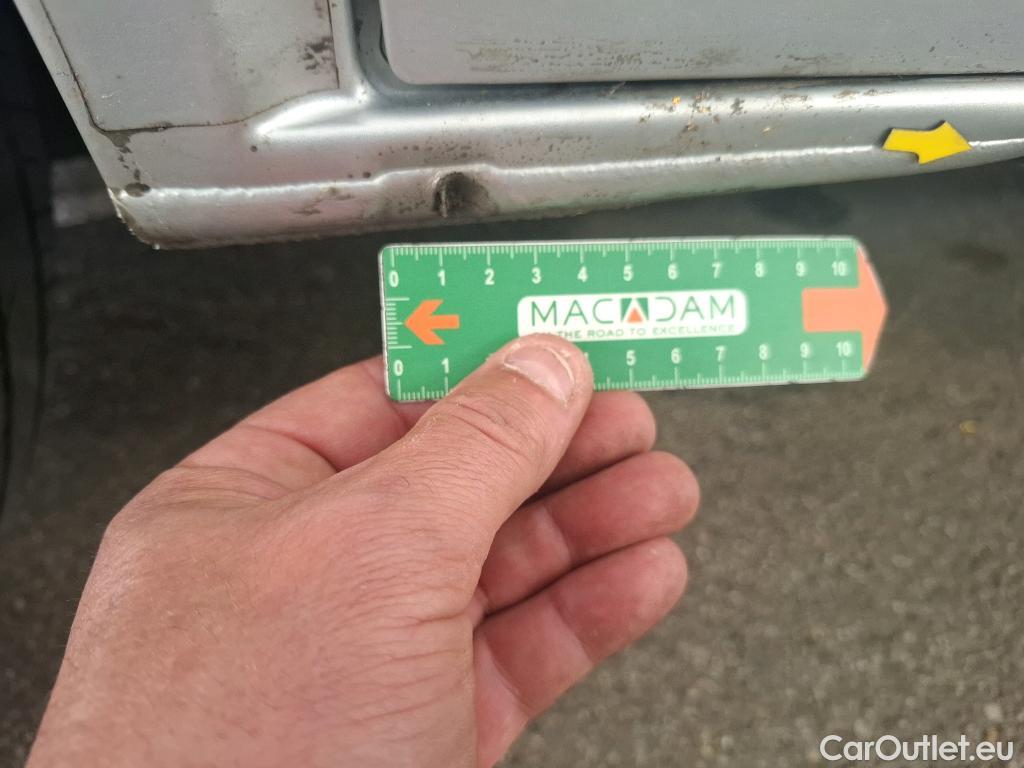 0 1 2 3 4 5 6 7 8 9 10
MACADAM
THE ROAD TO EXCELLENCE
0 1 4 5 6 7 8 9 10
CarOutlet.eu